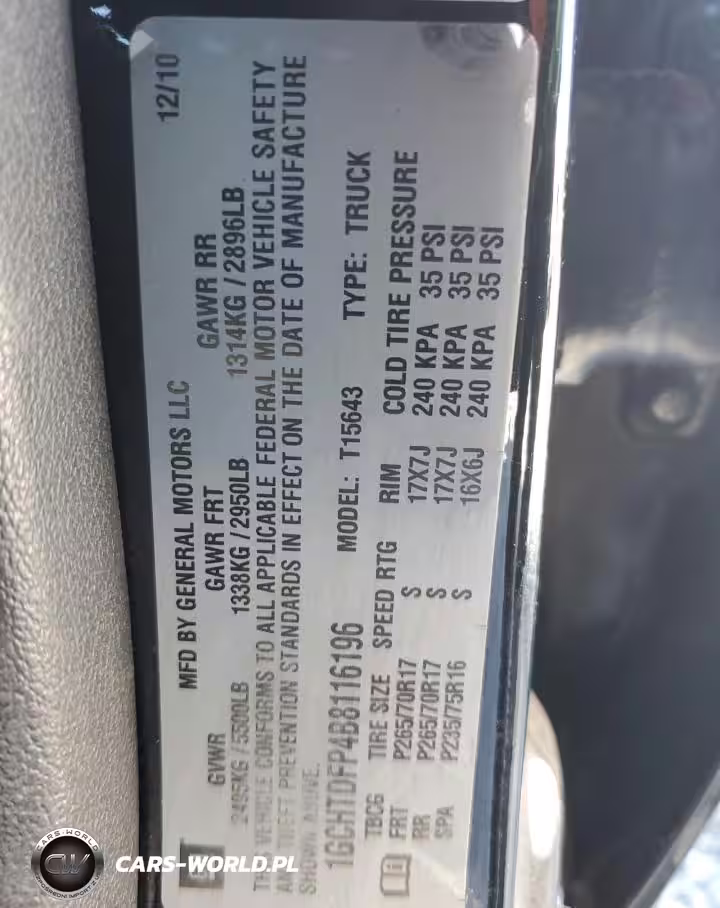 MFD BY GENERAL MOTORS LLC 12/10
GVWR GAWR FRT GAWR RR
2495KG / 5500LB 1338KG / 2950LB 1314KG / 2896LB
THIS VEHICLE CONFORMS TO ALL APPLICABLE FEDERAL MOTOR VEHICLE SAFETY
AND THEFT PREVENTION STANDARDS IN EFFECT ON THE DATE OF MANUFACTURE
SHOWN ABOVE.
1GCHTDFP4B8116196 MODEL: T15643 TYPE: TRUCK
TBCG TIRE SIZE SPEED RTG RIM COLD TIRE PRESSURE
FRT P265/70R17 S 17X7J 240 KPA 35 PSI
RR P265/70R17 S 17X7J 240 KPA 35 PSI
SPA P235/75R16 S 16X6J 240 KPA 35 PSI
CARS-WORLD
CW
CARS-WORLD.PL